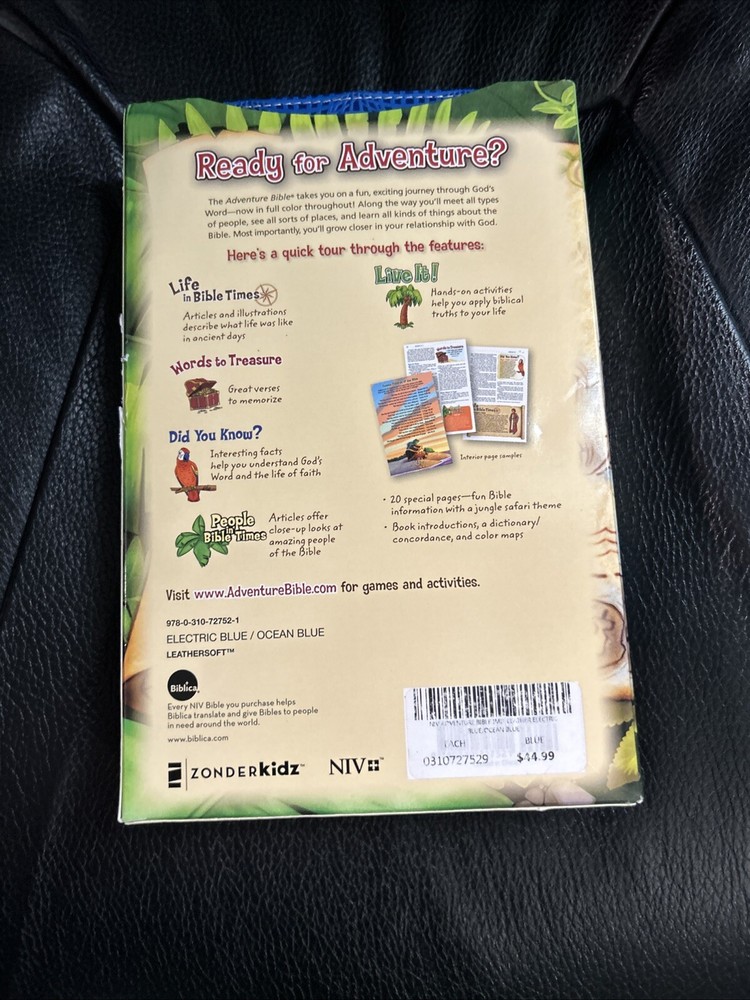 Ready for Adventure?
The Adventure Bible® takes you on a fun, exciting journey through God's
Word—now in full color throughout! Along the way you'll meet all types
of people, see all sorts of places, and learn all kinds of things about the
Bible. Most importantly, you'll grow closer in your relationship with God.
Here's a quick tour through the features:
Life
in Bible Times
Articles and illustrations
describe what life was like
in ancient days
Words to Treasure
Great verses
to memorize
Did You Know?
Interesting facts
help you understand God's
Word and the life of faith
People
in
Bible Times
Articles offer
close-up looks at
amazing people
of the Bible
Live It!
Hands-on activities
help you apply biblical
truths to your life
Interior page samples
• 20 special pages—fun Bible
information with a jungle safari theme
• Book introductions, a dictionary/
concordance, and color maps
Visit www.AdventureBible.com for games and activities.
978-0-310-72752-1
ELECTRIC BLUE / OCEAN BLUE
LEATHERSOFT™
Biblica
Every NIV Bible you purchase helps
Biblica translate and give Bibles to people
in need around the world.
www.biblica.com
ZONDERkidz™
NIV™
NIV ADVENTURE BIBLE
BLUE/OCEAN BLUE
EACH BLUE
0310727529 $44.99